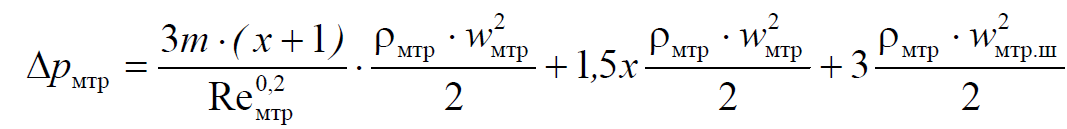 Δp_мтр = 3m · (x + 1) / Re_мтр^0,2 · ρ_мтр · w_мтр^2 / 2 + 1,5x ρ_мтр · w_мтр^2 / 2 + 3 ρ_мтр · w_мтр.ш^2 / 2